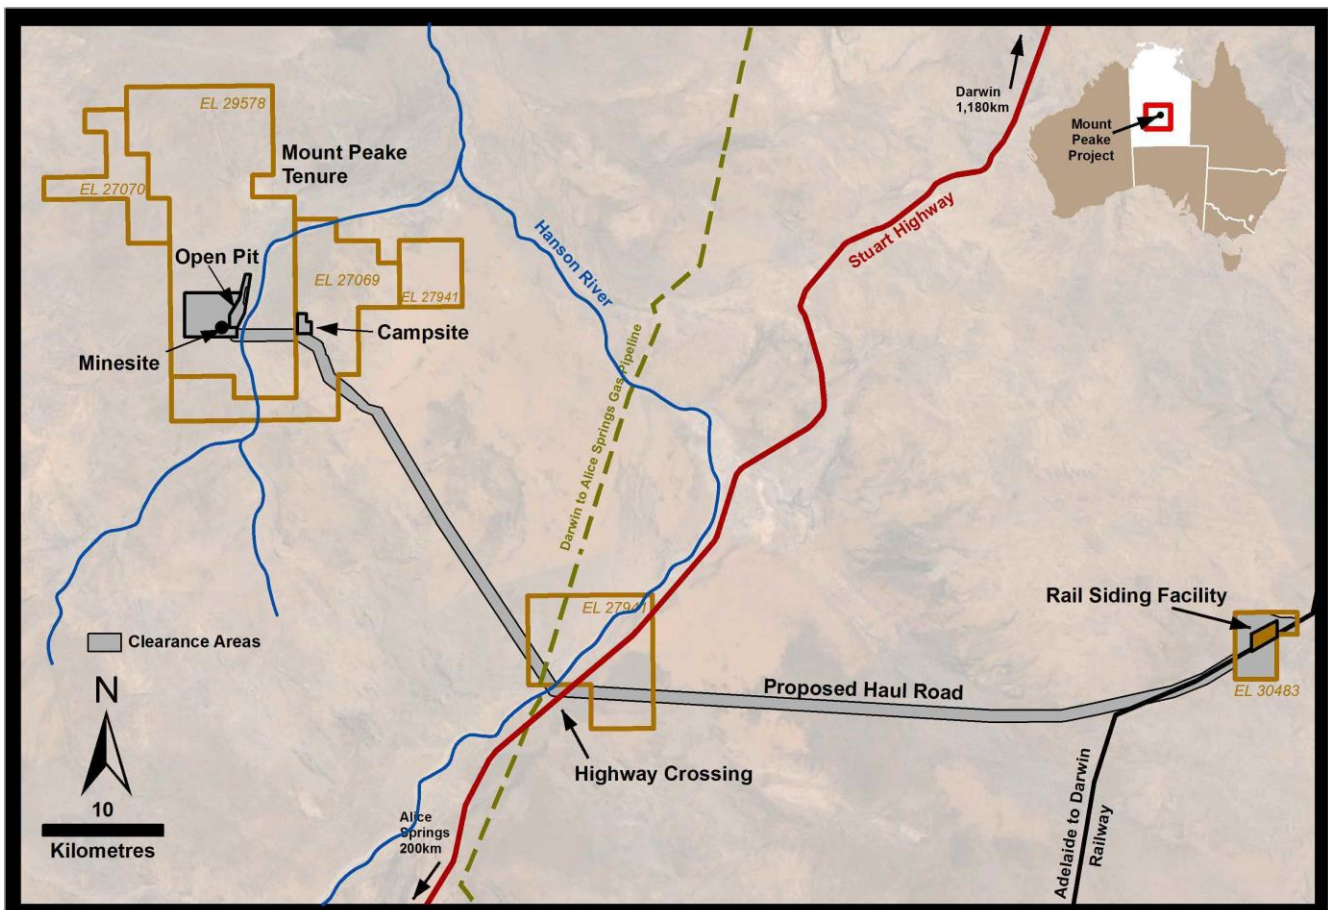 EL 29578
Darwin
1,180km
Mount
Peake
Project
Mount Peake
Tenure
EL 27070
Stuart Highway
Hanson River
Open Pit
EL 27069
EL 27941
Campsite
Minesite
Darwin to Alice Springs Gas Pipeline
EL 27941
Rail Siding Facility
Clearance Areas
N
Proposed Haul Road
EL 30483
Highway Crossing
10
Kilometres
Alice
Springs
200km
Adelaide to Darwin
Railway